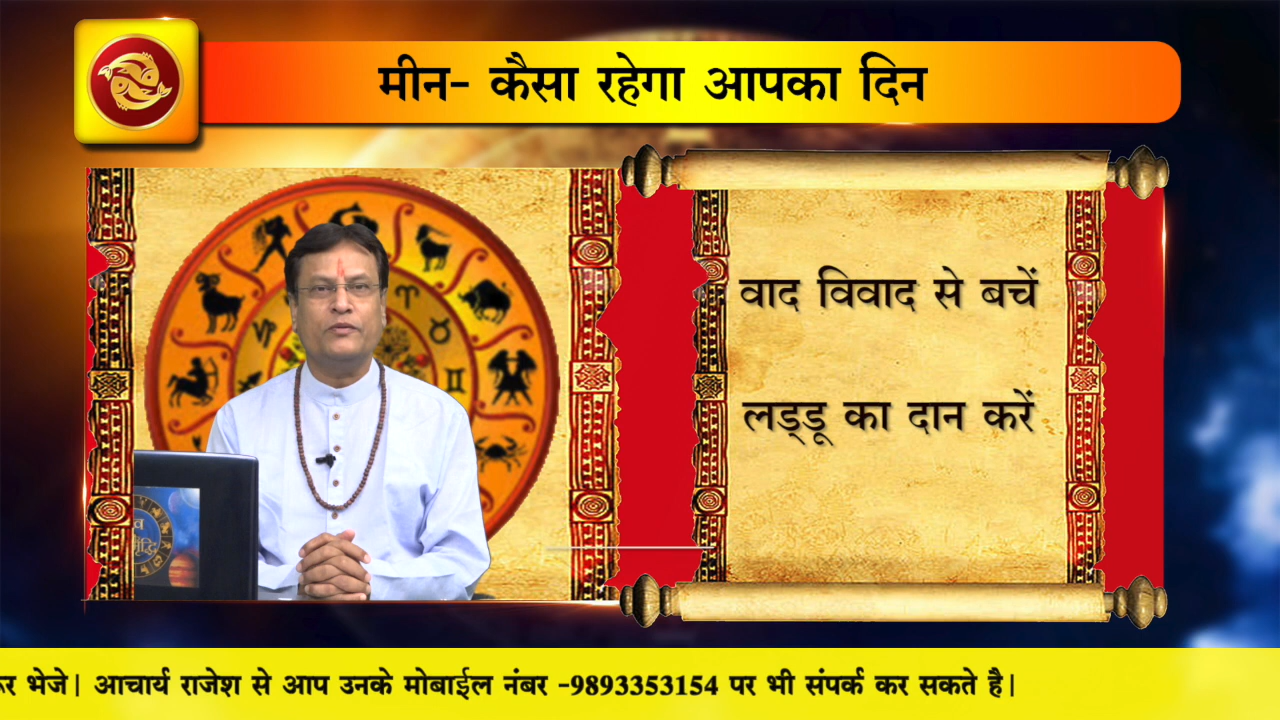 मीन- कैसा रहेगा आपका दिन
वाद विवाद से बचें
लड्डू का दान करें
भेजे| आचार्य राजेश से आप उनके मोबाईल नंबर -9893353154 पर भी संपर्क कर सकते है|